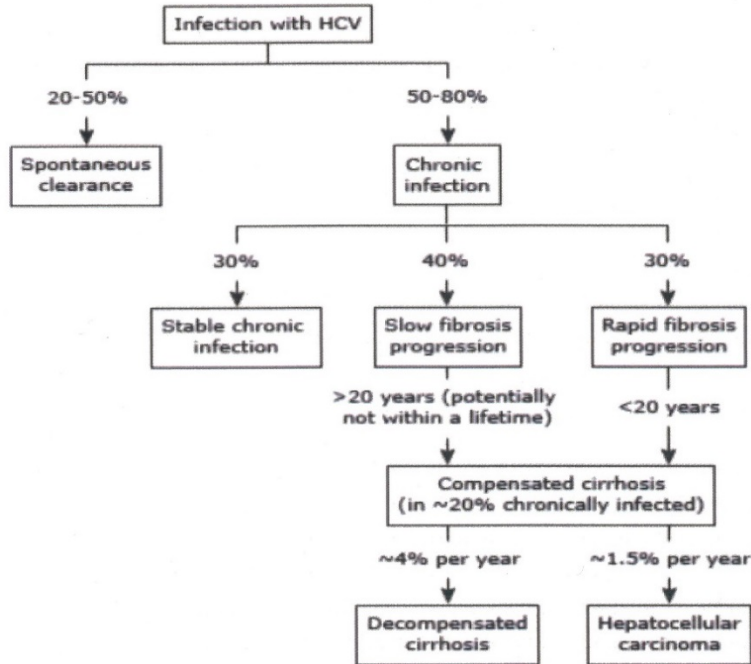 Infection with HCV
20-50%
50-80%
Spontaneous
clearance
Chronic
infection
30%
40%
30%
Stable chronic
infection
Slow fibrosis
progression
Rapid fibrosis
progression
>20 years (potentially
not within a lifetime)
<20 years
Compensated cirrhosis
(in ~20% chronically infected)
~4% per year
~1.5% per year
Decompensated
cirrhosis
Hepatocellular
carcinoma